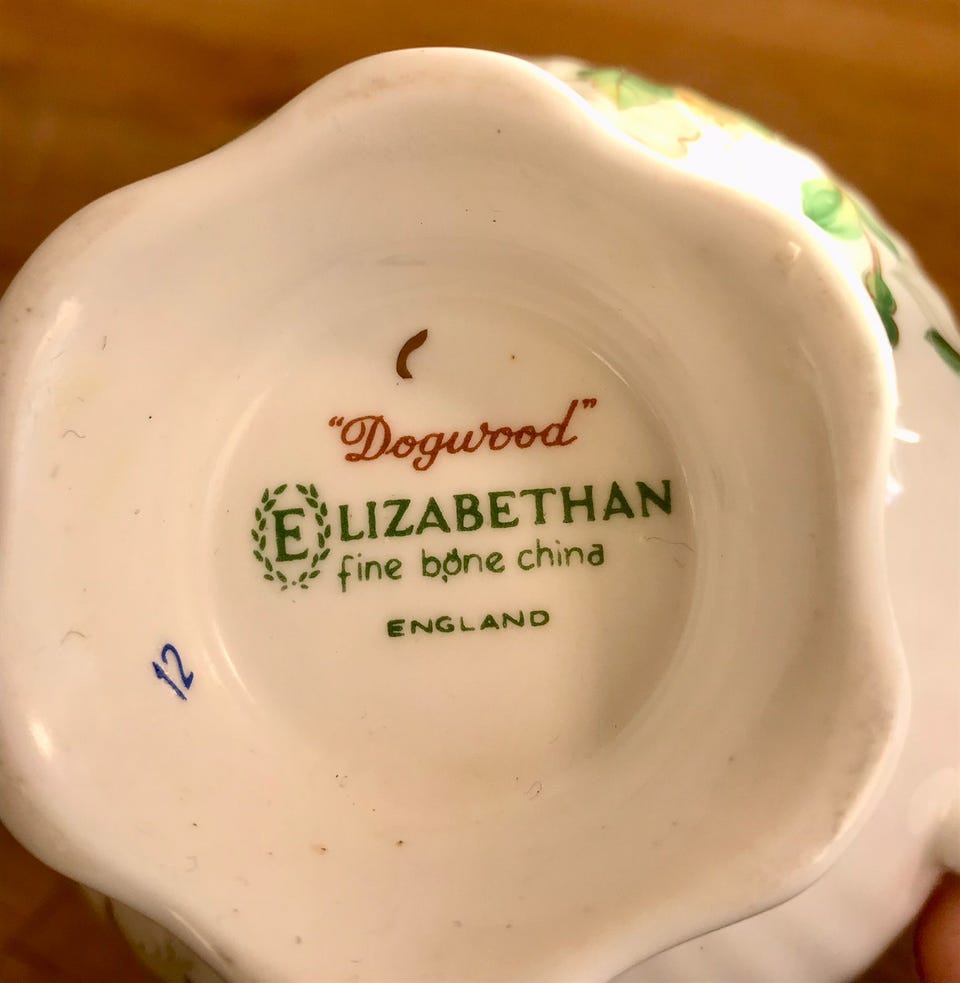 "Dogwood"
ELIZABETHAN
fine bone china
ENGLAND
12